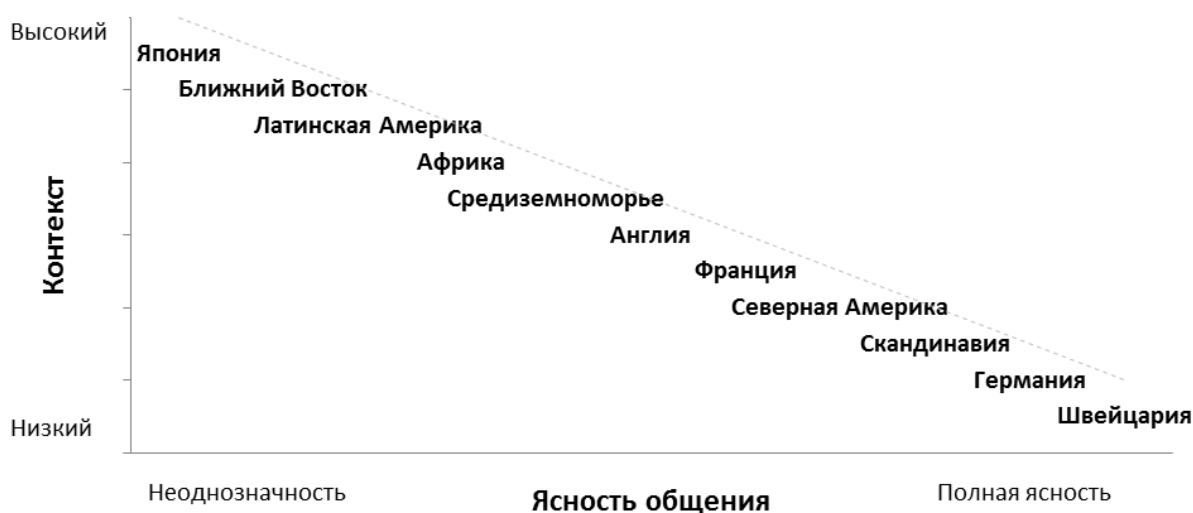 Высокий
Япония
Ближний Восток
Латинская Америка
Африка
Средиземноморье
Контекст
Англия
Франция
Северная Америка
Скандинавия
Германия
Швейцария
Низкий
Неоднозначность
Ясность общения
Полная ясность